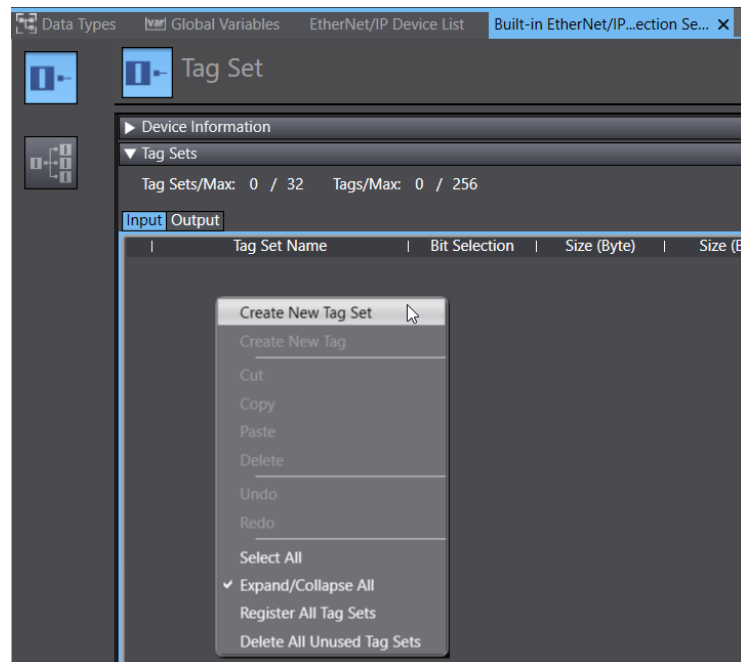 Data Types var Global Variables EtherNet/IP Device List Built-in EtherNet/IP...ection Se... X
Tag Set
Device Information
Tag Sets
Tag Sets/Max: 0 / 32 Tags/Max: 0 / 256
Input Output
Tag Set Name | Bit Selection | Size (Byte) | Size (
Create New Tag Set
Create New Tag
Cut
Copy
Paste
Delete
Undo
Redo
Select All
Expand/Collapse All
Register All Tag Sets
Delete All Unused Tag Sets